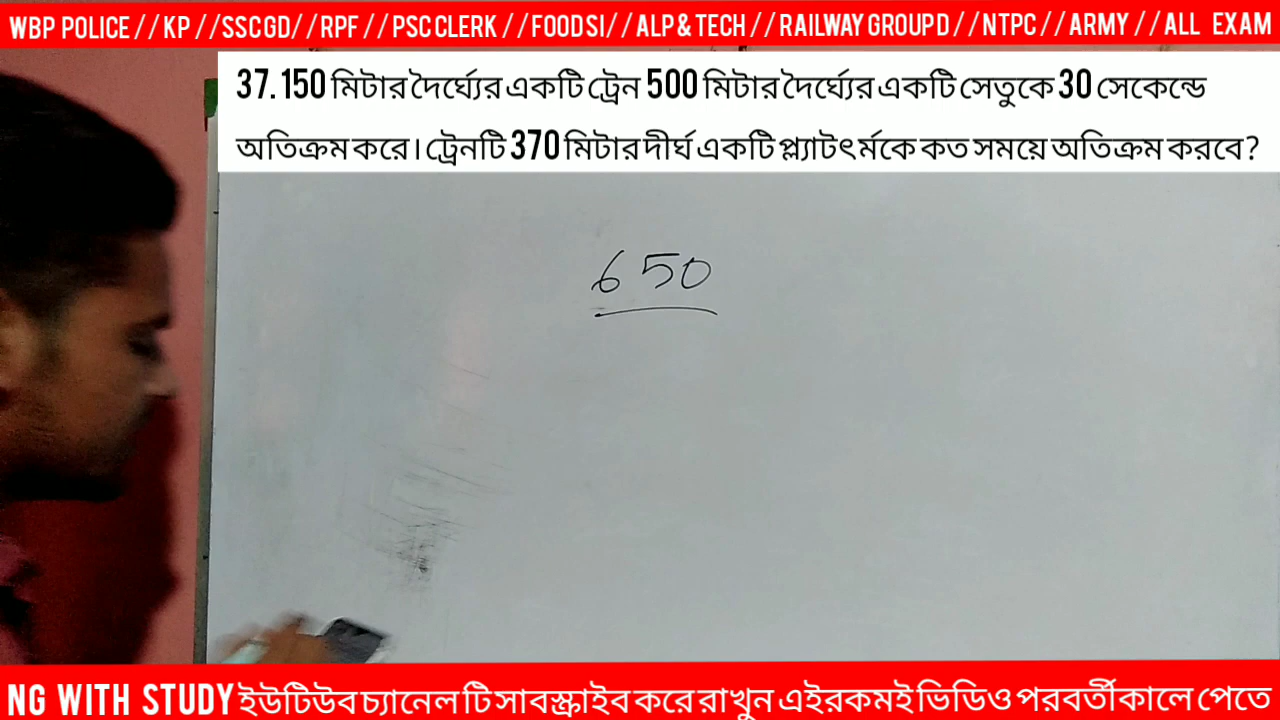 WBP POLICE // KP //SSC GD// RPF // PSC CLERK // FOOD SI// ALP & TECH // RAILWAY GROUP D // NTPC // ARMY // ALL EXAM
37. 150 মিটার দৈর্ঘ্যের একটি ট্রেন 500 মিটার দৈর্ঘ্যের একটি সেতুকে 30 সেকেন্ডে
অতিক্রম করে। ট্রেনটি 370 মিটার দীর্ঘ একটি প্ল্যাটৎর্মকে কত সময়ে অতিক্রম করবে?
650
NG WITH STUDY ইউটিউব চ্যানেল টি সাবস্ক্রাইব করে রাখুন এইরকমই ভিডিও পরবর্তীকালে পেতে